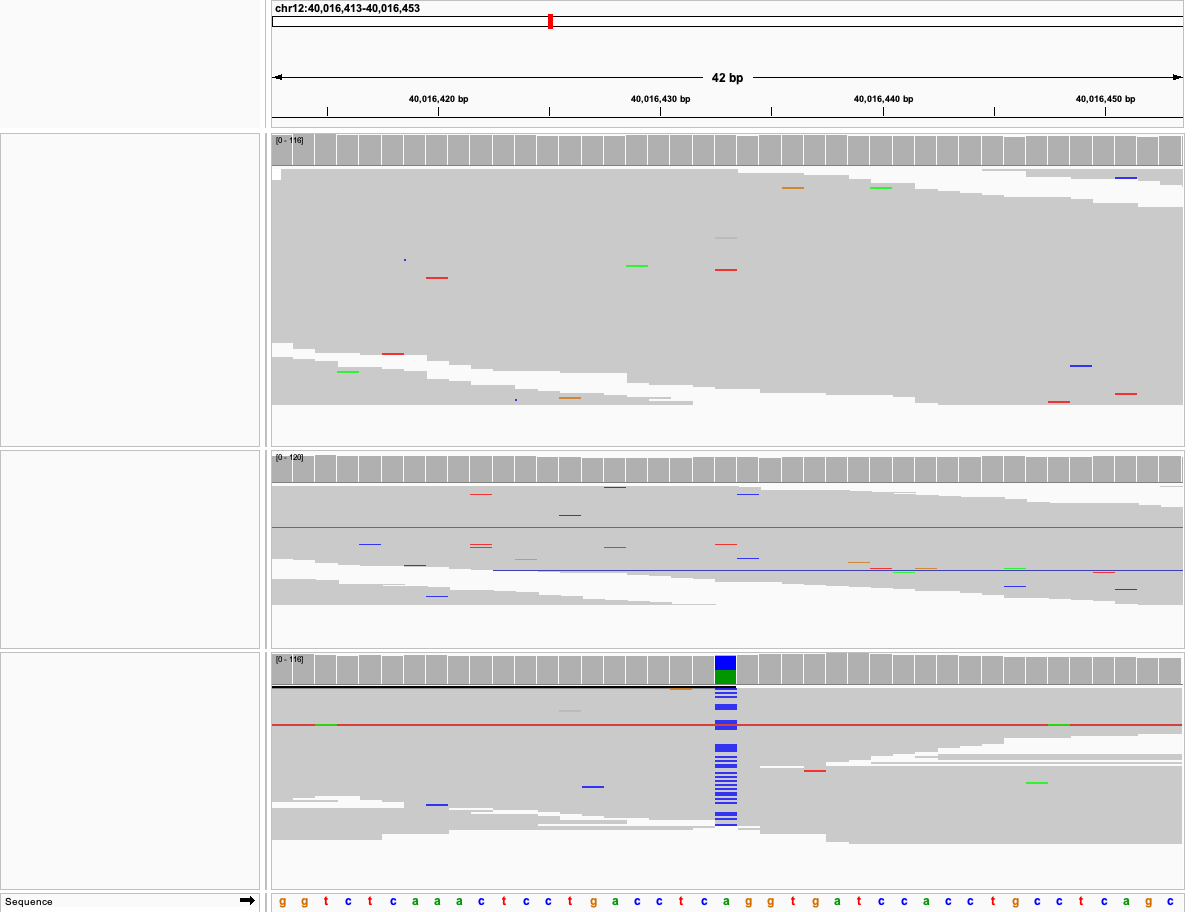 chr12:40,016,413-40,016,453
42 bp
40,016,420 bp 40,016,430 bp 40,016,440 bp 40,016,450 bp
[0 - 116]
[0 - 120]
[0 - 116]
Sequence g g t c t c a a a c t c c t g a c c t c a g g t g a t c c a c c t g c c t c a g c